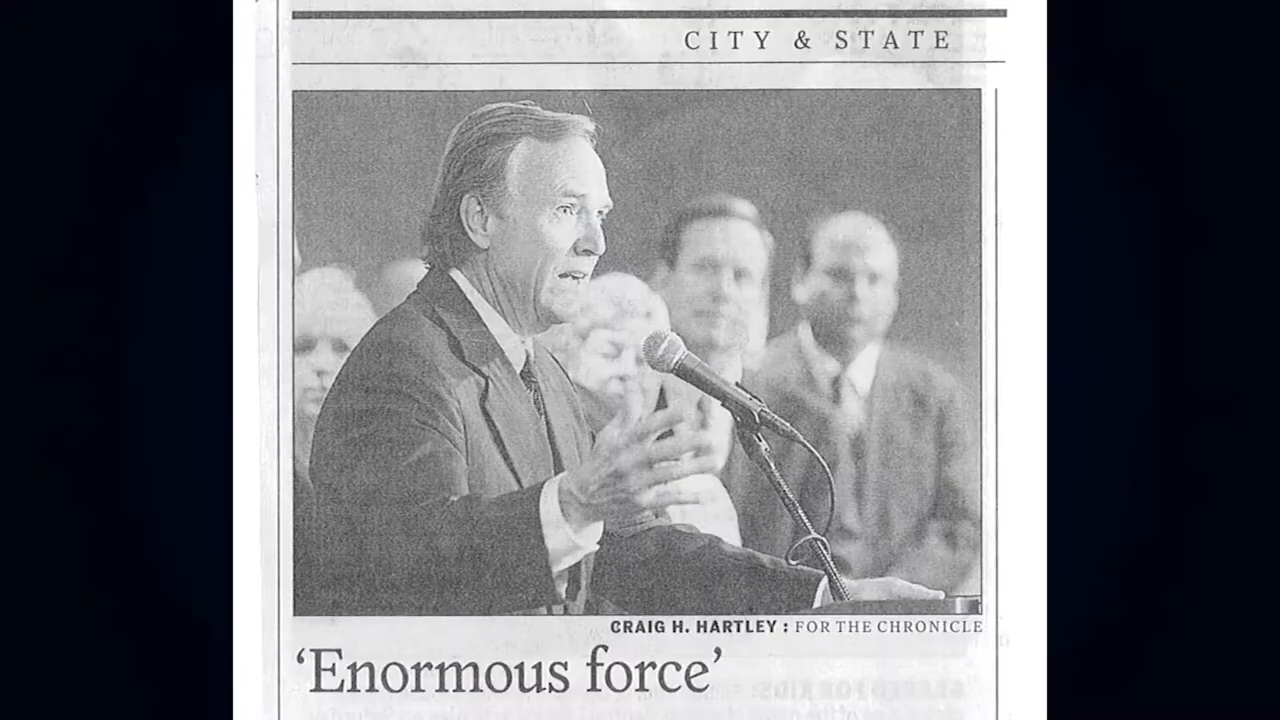 CITY & STATE
CRAIG H. HARTLEY : FOR THE CHRONICLE
‘Enormous force’